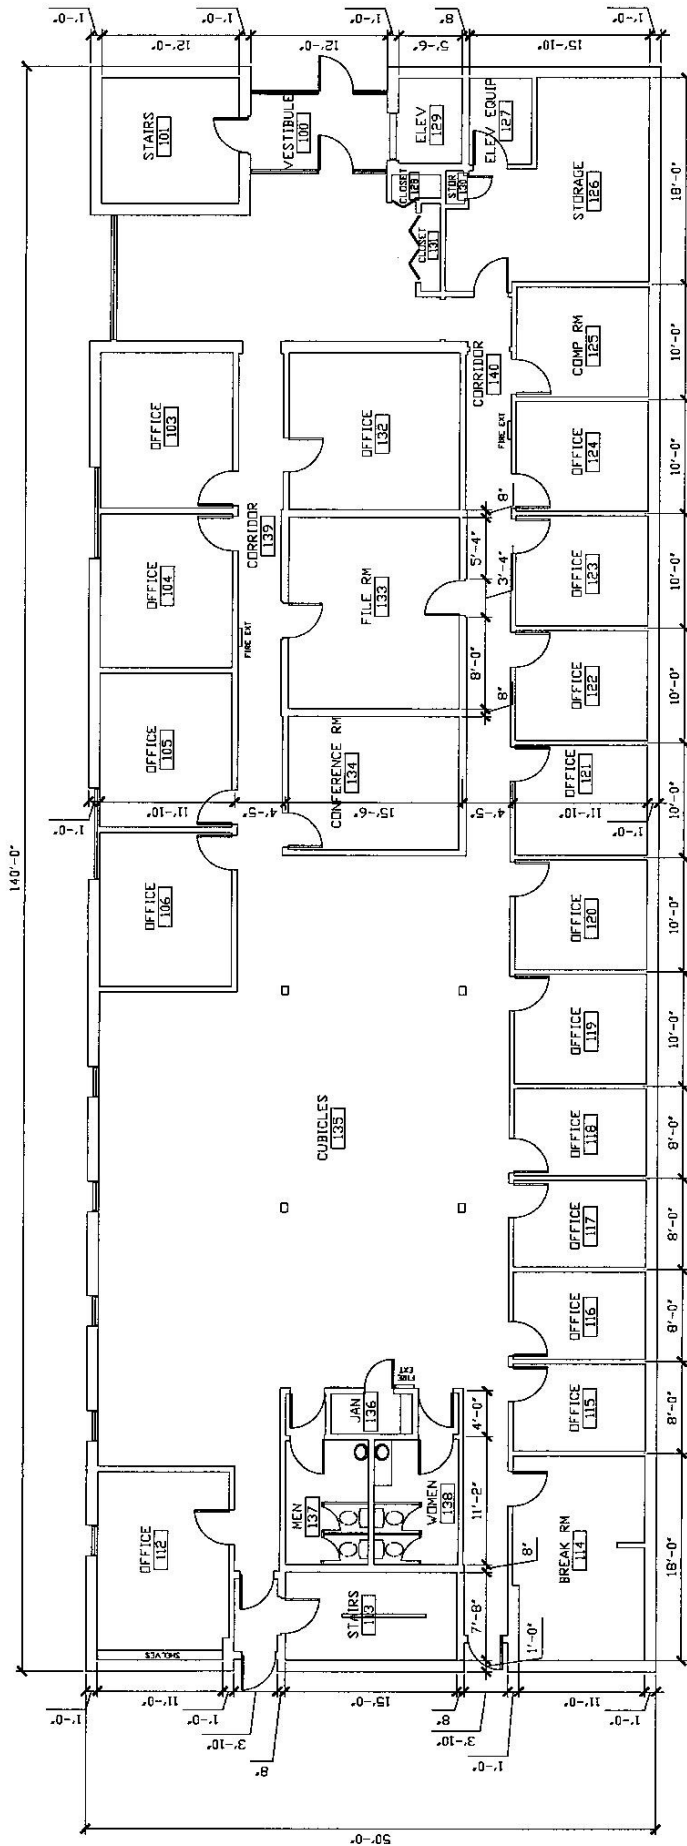 140'-0"
50'-0"
1'-0"
12'-0"
1'-0"
12'-0"
1'-0"
5'-6"
8"
15'-10"
1'-0"
STAIRS
101
VESTIBULE
100
ELEV
129
ELEV EQUIP
127
CLOSET
128
STOR
130
CLOSET
131
STORAGE
126
18'-0"
OFFICE
103
OFFICE
132
CORRIDOR
140
COMP RM
125
10'-0"
FIRE EXT
OFFICE
124
10'-0"
CORRIDOR
139
OFFICE
104
FIRE EXT
FILE RM
133
8"
5'-4"
3'-4"
8'-0"
8"
OFFICE
123
10'-0"
OFFICE
122
10'-0"
OFFICE
105
CONFERENCE RM
134
OFFICE
121
10'-0"
1'-0"
11'-10"
4'-5"
15'-6"
4'-5"
11'-10"
1'-0"
OFFICE
106
OFFICE
120
10'-0"
OFFICE
119
10'-0"
CUBICLES
135
OFFICE
118
8'-0"
OFFICE
117
8'-0"
OFFICE
116
8'-0"
OFFICE
115
8'-0"
JAN
136
FIRE EXT
4'-0"
MEN
137
WOMEN
138
11'-2"
8"
OFFICE
112
SHELVES
STAIRS
113
7'-8"
1'-0"
BREAK RM
114
18'-0"
1'-0"
11'-0"
1'-0"
3'-10"
8"
15'-0"
8"
3'-10"
1'-0"
11'-0"
1'-0"